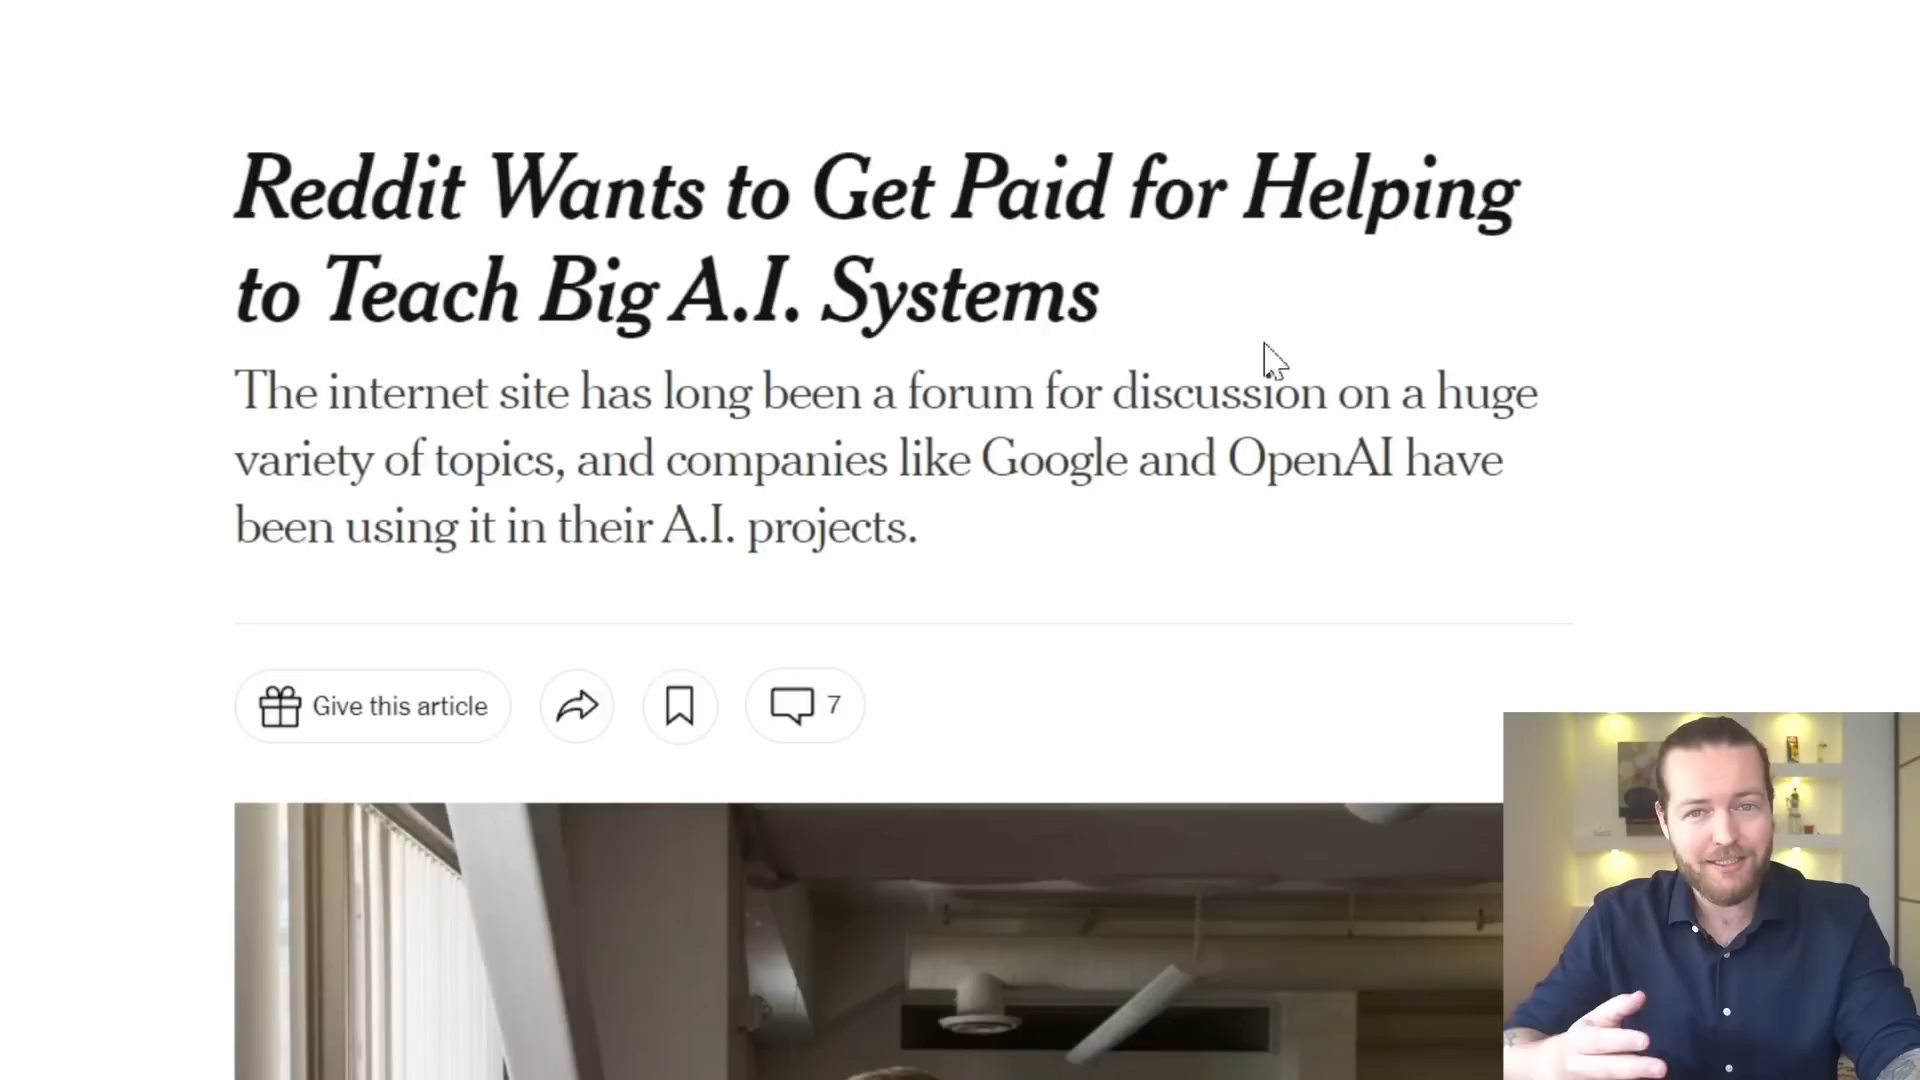 Reddit Wants to Get Paid for Helping
to Teach Big A.I. Systems
The internet site has long been a forum for discussion on a huge
variety of topics, and companies like Google and OpenAI have
been using it in their A.I. projects.
Give this article
7